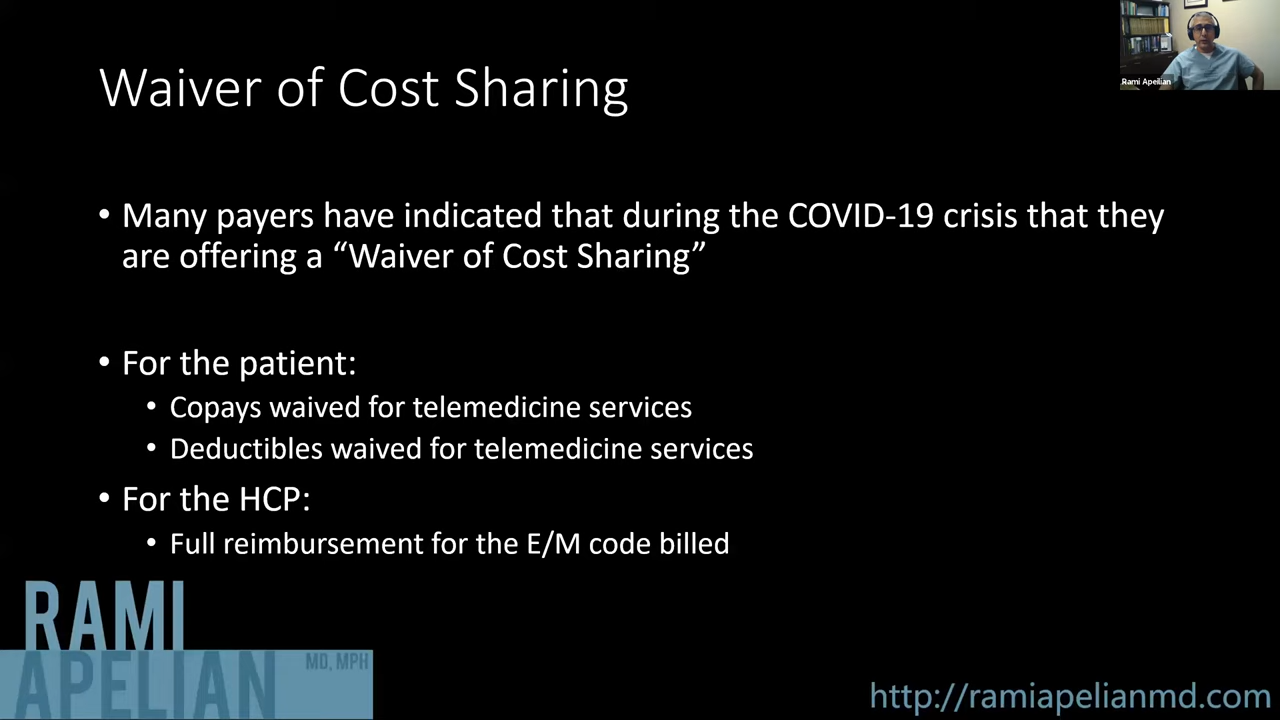 Waiver of Cost Sharing
Rami Apelian
• Many payers have indicated that during the COVID-19 crisis that they
are offering a “Waiver of Cost Sharing”
• For the patient:
• Copays waived for telemedicine services
• Deductibles waived for telemedicine services
• For the HCP:
• Full reimbursement for the E/M code billed
RAMI
APELIAN
MD, MPH
http://ramiapelianmd.com